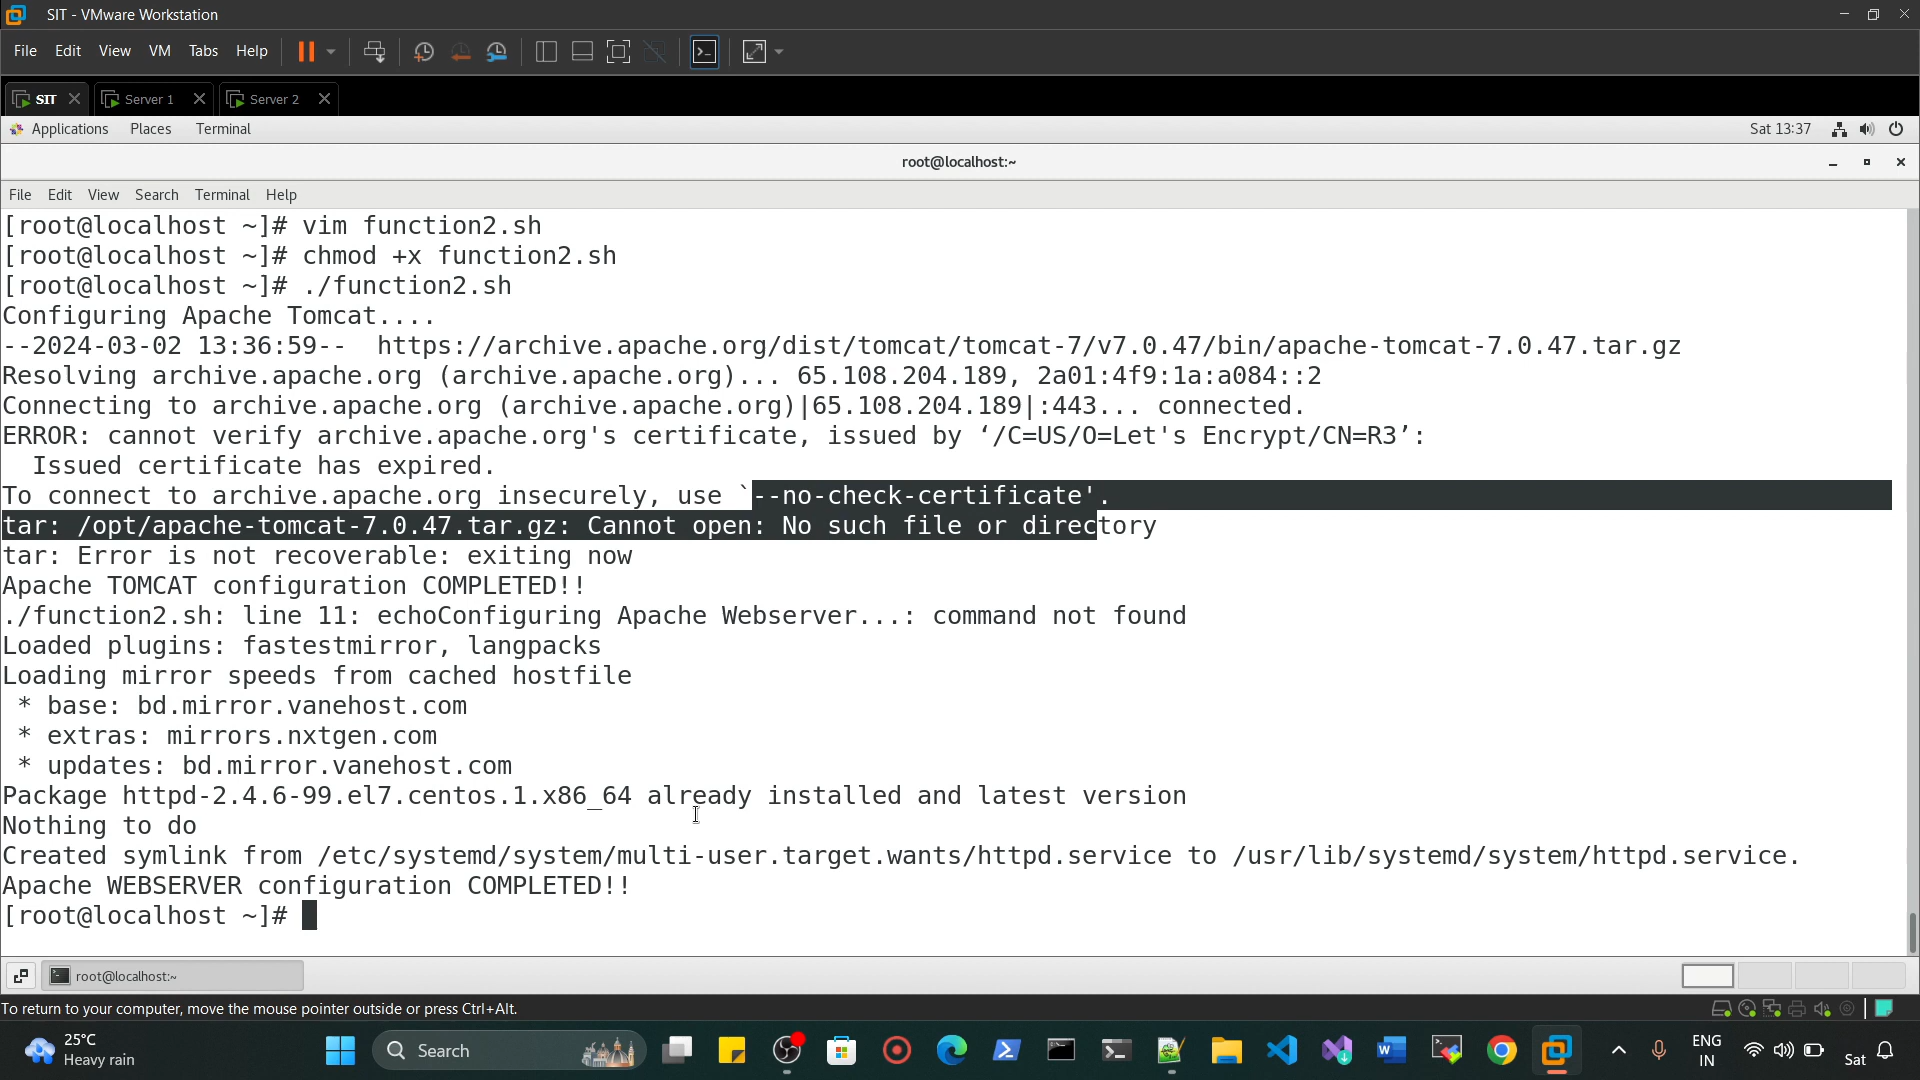 SIT - VMware Workstation
File Edit View VM Tabs Help
SIT Server 1 Server 2
Applications Places Terminal Sat 13:37
root@localhost:~
File Edit View Search Terminal Help
[root@localhost ~]# vim function2.sh
[root@localhost ~]# chmod +x function2.sh
[root@localhost ~]# ./function2.sh
Configuring Apache Tomcat....
--2024-03-02 13:36:59--  https://archive.apache.org/dist/tomcat/tomcat-7/v7.0.47/bin/apache-tomcat-7.0.47.tar.gz
Resolving archive.apache.org (archive.apache.org)... 65.108.204.189, 2a01:4f9:1a:a084::2
Connecting to archive.apache.org (archive.apache.org)|65.108.204.189|:443... connected.
ERROR: cannot verify archive.apache.org's certificate, issued by ‘/C=US/O=Let's Encrypt/CN=R3’:
  Issued certificate has expired.
To connect to archive.apache.org insecurely, use `--no-check-certificate'.
tar: /opt/apache-tomcat-7.0.47.tar.gz: Cannot open: No such file or directory
tar: Error is not recoverable: exiting now
Apache TOMCAT configuration COMPLETED!!
./function2.sh: line 11: echoConfiguring Apache Webserver...: command not found
Loaded plugins: fastestmirror, langpacks
Loading mirror speeds from cached hostfile
 * base: bd.mirror.vanehost.com
 * extras: mirrors.nxtgen.com
 * updates: bd.mirror.vanehost.com
Package httpd-2.4.6-99.el7.centos.1.x86_64 already installed and latest version
Nothing to do
Created symlink from /etc/systemd/system/multi-user.target.wants/httpd.service to /usr/lib/systemd/system/httpd.service.
Apache WEBSERVER configuration COMPLETED!!
[root@localhost ~]#
root@localhost:~
To return to your computer, move the mouse pointer outside or press Ctrl+Alt.
25°C
Heavy rain
Search
ENG
IN
Sat